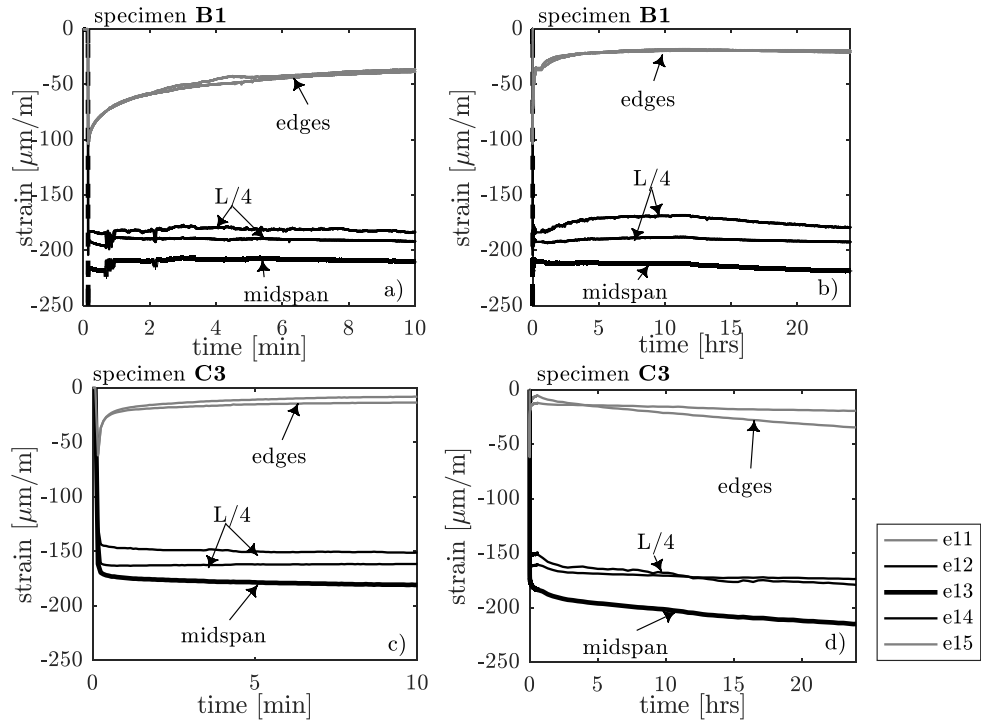 specimen B1
0
-50
-100
-150
-200
-250
strain [μm/m]
edges
L/4
midspan
a)
0 2 4 6 8 10
time [min]
specimen B1
0
-50
-100
-150
-200
-250
strain [μm/m]
edges
L/4
midspan
b)
0 5 10 15 20
time [hrs]
specimen C3
0
-50
-100
-150
-200
-250
strain [μm/m]
edges
L/4
midspan
c)
0 5 10
time [min]
specimen C3
0
-50
-100
-150
-200
-250
strain [μm/m]
edges
L/4
midspan
d)
0 5 10 15 20
time [hrs]
e11
e12
e13
e14
e15